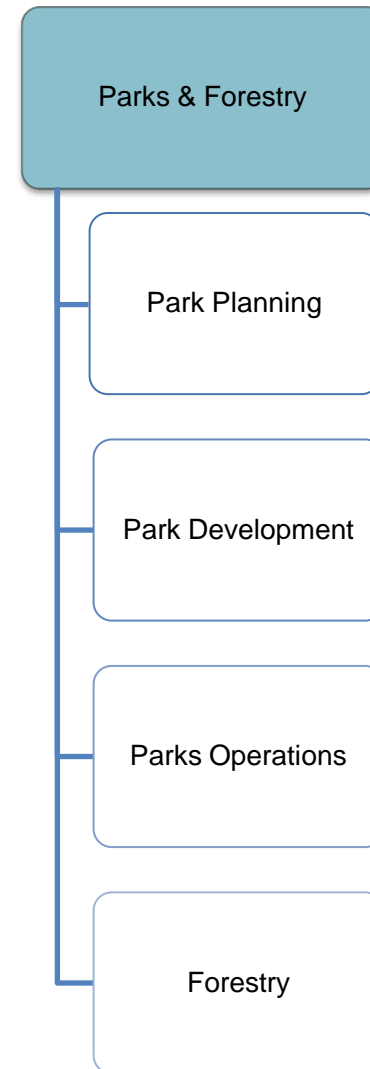 Parks & Forestry
Park Planning
Park Development
Parks Operations
Forestry